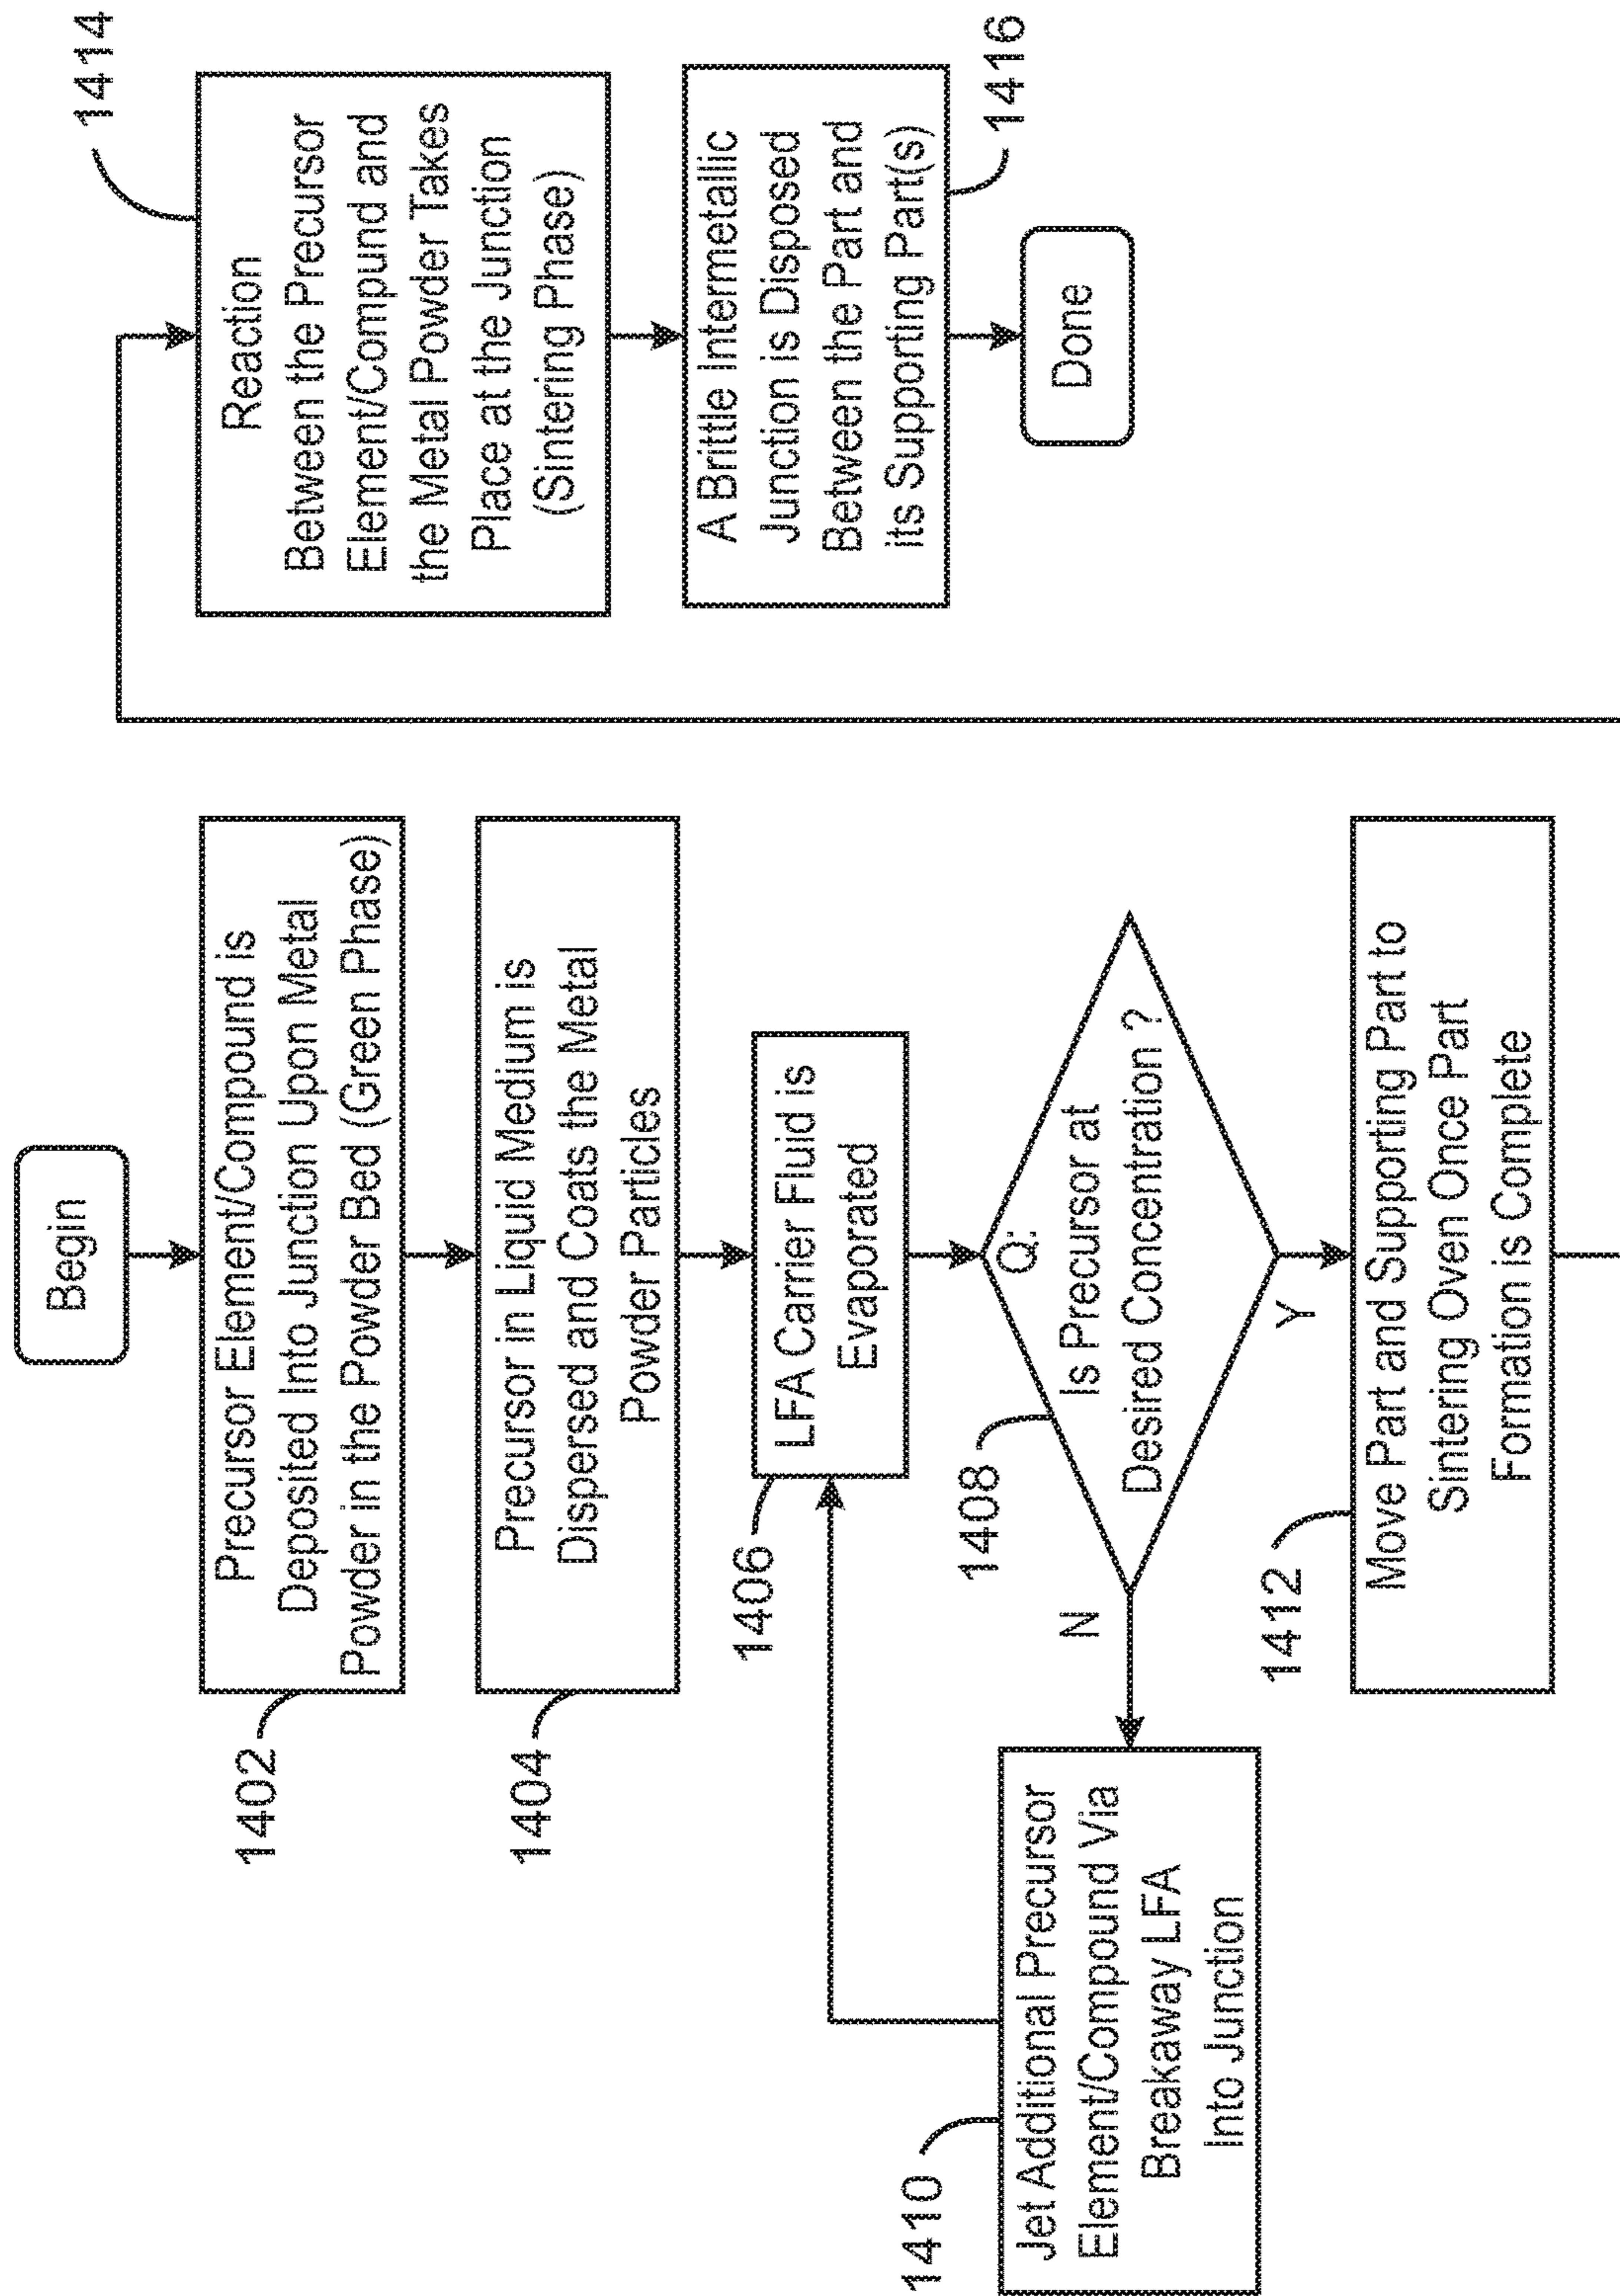 Begin
1402
Precursor Element/Compound is
Deposited Into Junction Upon Metal
Powder in the Powder Bed (Green Phase)
1404
Precursor in Liquid Medium is
Dispersed and Coats the Metal
Powder Particles
1406
LFA Carrier Fluid is
Evaporated
1408
Q:
Is Precursor at
Desired Concentration ?
N
Y
1410
Jet Additional Precursor
Element/Compound Via
Breakaway LFA
Into Junction
1412
Move Part and Supporting Part to
Sintering Oven Once Part
Formation is Complete
1414
Reaction
Between the Precursor
Element/Compund and
the Metal Powder Takes
Place at the Junction
(Sintering Phase)
A Brittle Intermetallic
Junction is Disposed
Between the Part and
its Supporting Part(s)
1416
Done